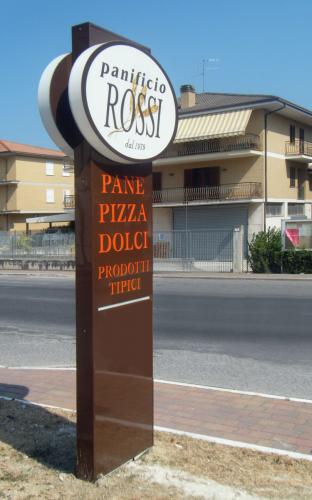 panificio
ROSSI
dal 1978
PANE
PIZZA
DOLCI
PRODOTTI
TIPICI